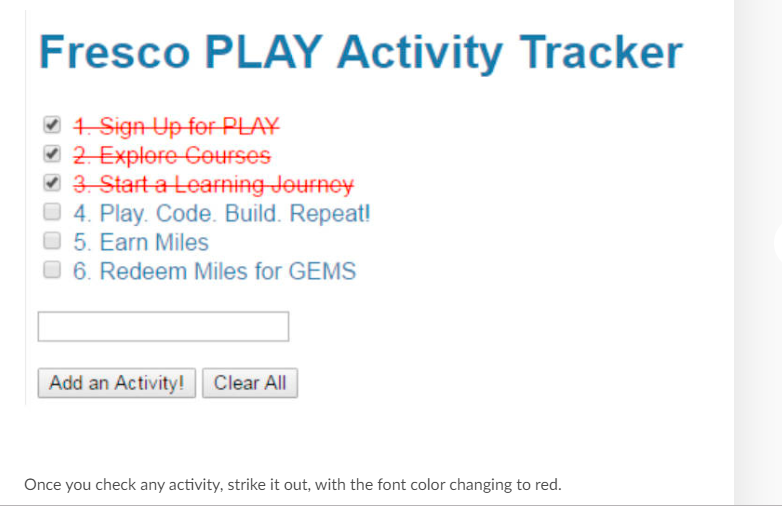 Fresco PLAY Activity Tracker
1. Sign Up for PLAY
2. Explore Courses
3. Start a Learning Journey
4. Play. Code. Build. Repeat!
5. Earn Miles
6. Redeem Miles for GEMS
Add an Activity! Clear All
Once you check any activity, strike it out, with the font color changing to red.